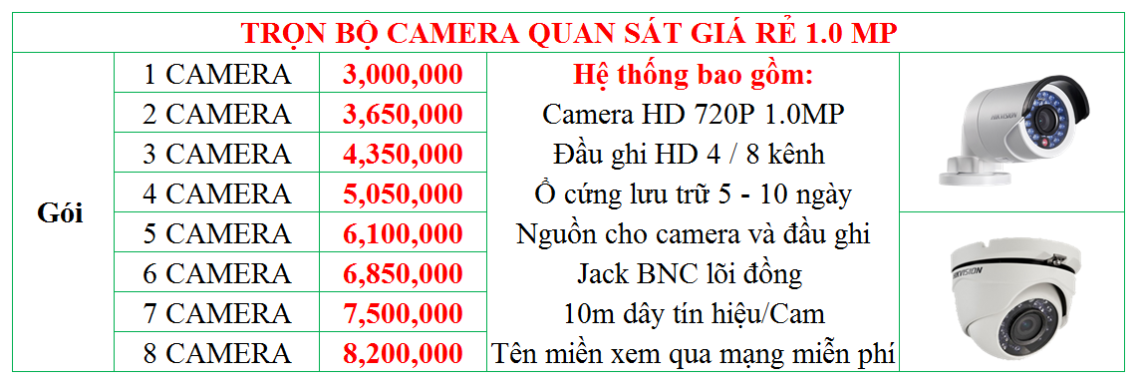 TRỌN BỘ CAMERA QUAN SÁT GIÁ RẺ 1.0 MP
Gói
1 CAMERA 3,000,000
2 CAMERA 3,650,000
3 CAMERA 4,350,000
4 CAMERA 5,050,000
5 CAMERA 6,100,000
6 CAMERA 6,850,000
7 CAMERA 7,500,000
8 CAMERA 8,200,000
Hệ thống bao gồm:
Camera HD 720P 1.0MP
Đầu ghi HD 4 / 8 kênh
Ổ cứng lưu trữ 5 - 10 ngày
Nguồn cho camera và đầu ghi
Jack BNC lõi đồng
10m dây tín hiệu/Cam
Tên miền xem qua mạng miễn phí
HIKVISION
HIKVISION